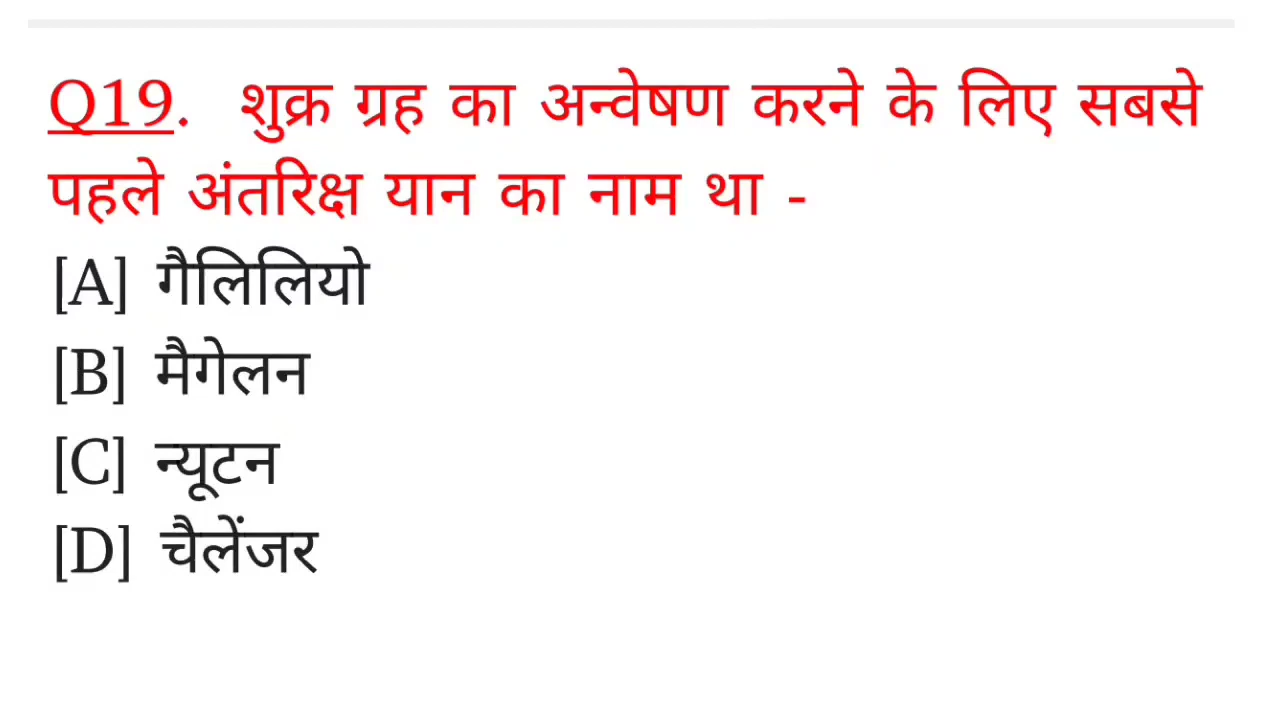 Q19. शुक्र ग्रह का अन्वेषण करने के लिए सबसे
पहले अंतरिक्ष यान का नाम था -
[A] गैलिलियो
[B] मैगेलन
[C] न्यूटन
[D] चैलेंजर